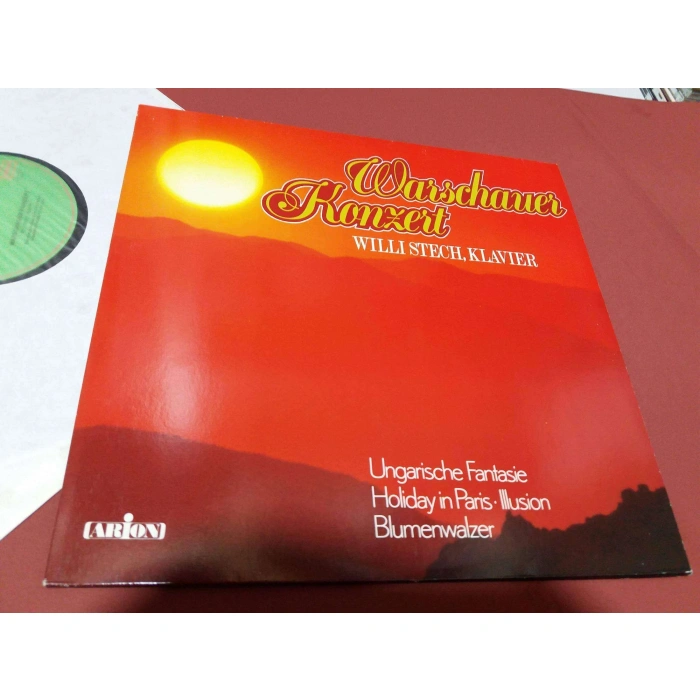 Warschauer
Konzert
WILLI STECH, KLAVIER
Ungarische Fantasie
Holiday in Paris · Illusion
Blumenwalzer
ARION